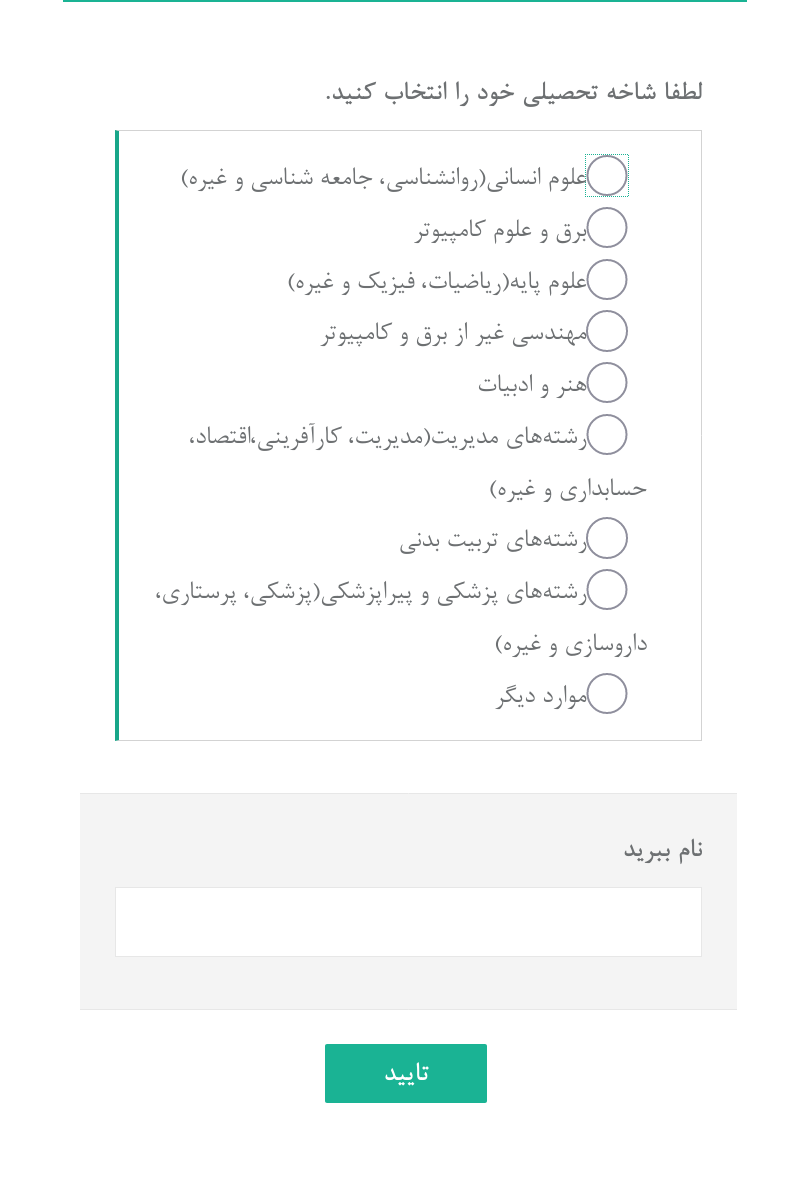 لطفا شاخه تحصیلی خود را انتخاب کنید.
علوم انسانی(روانشناسی، جامعه شناسی و غیره)
برق و علوم کامپیوتر
علوم پایه(ریاضیات، فیزیک و غیره)
مهندسی غیر از برق و کامپیوتر
هنر و ادبیات
رشته‌های مدیریت(مدیریت، کارآفرینی،اقتصاد،
حسابداری و غیره)
رشته‌های تربیت بدنی
رشته‌های پزشکی و پیراپزشکی(پزشکی، پرستاری،
داروسازی و غیره)
موارد دیگر
نام ببرید
تایید